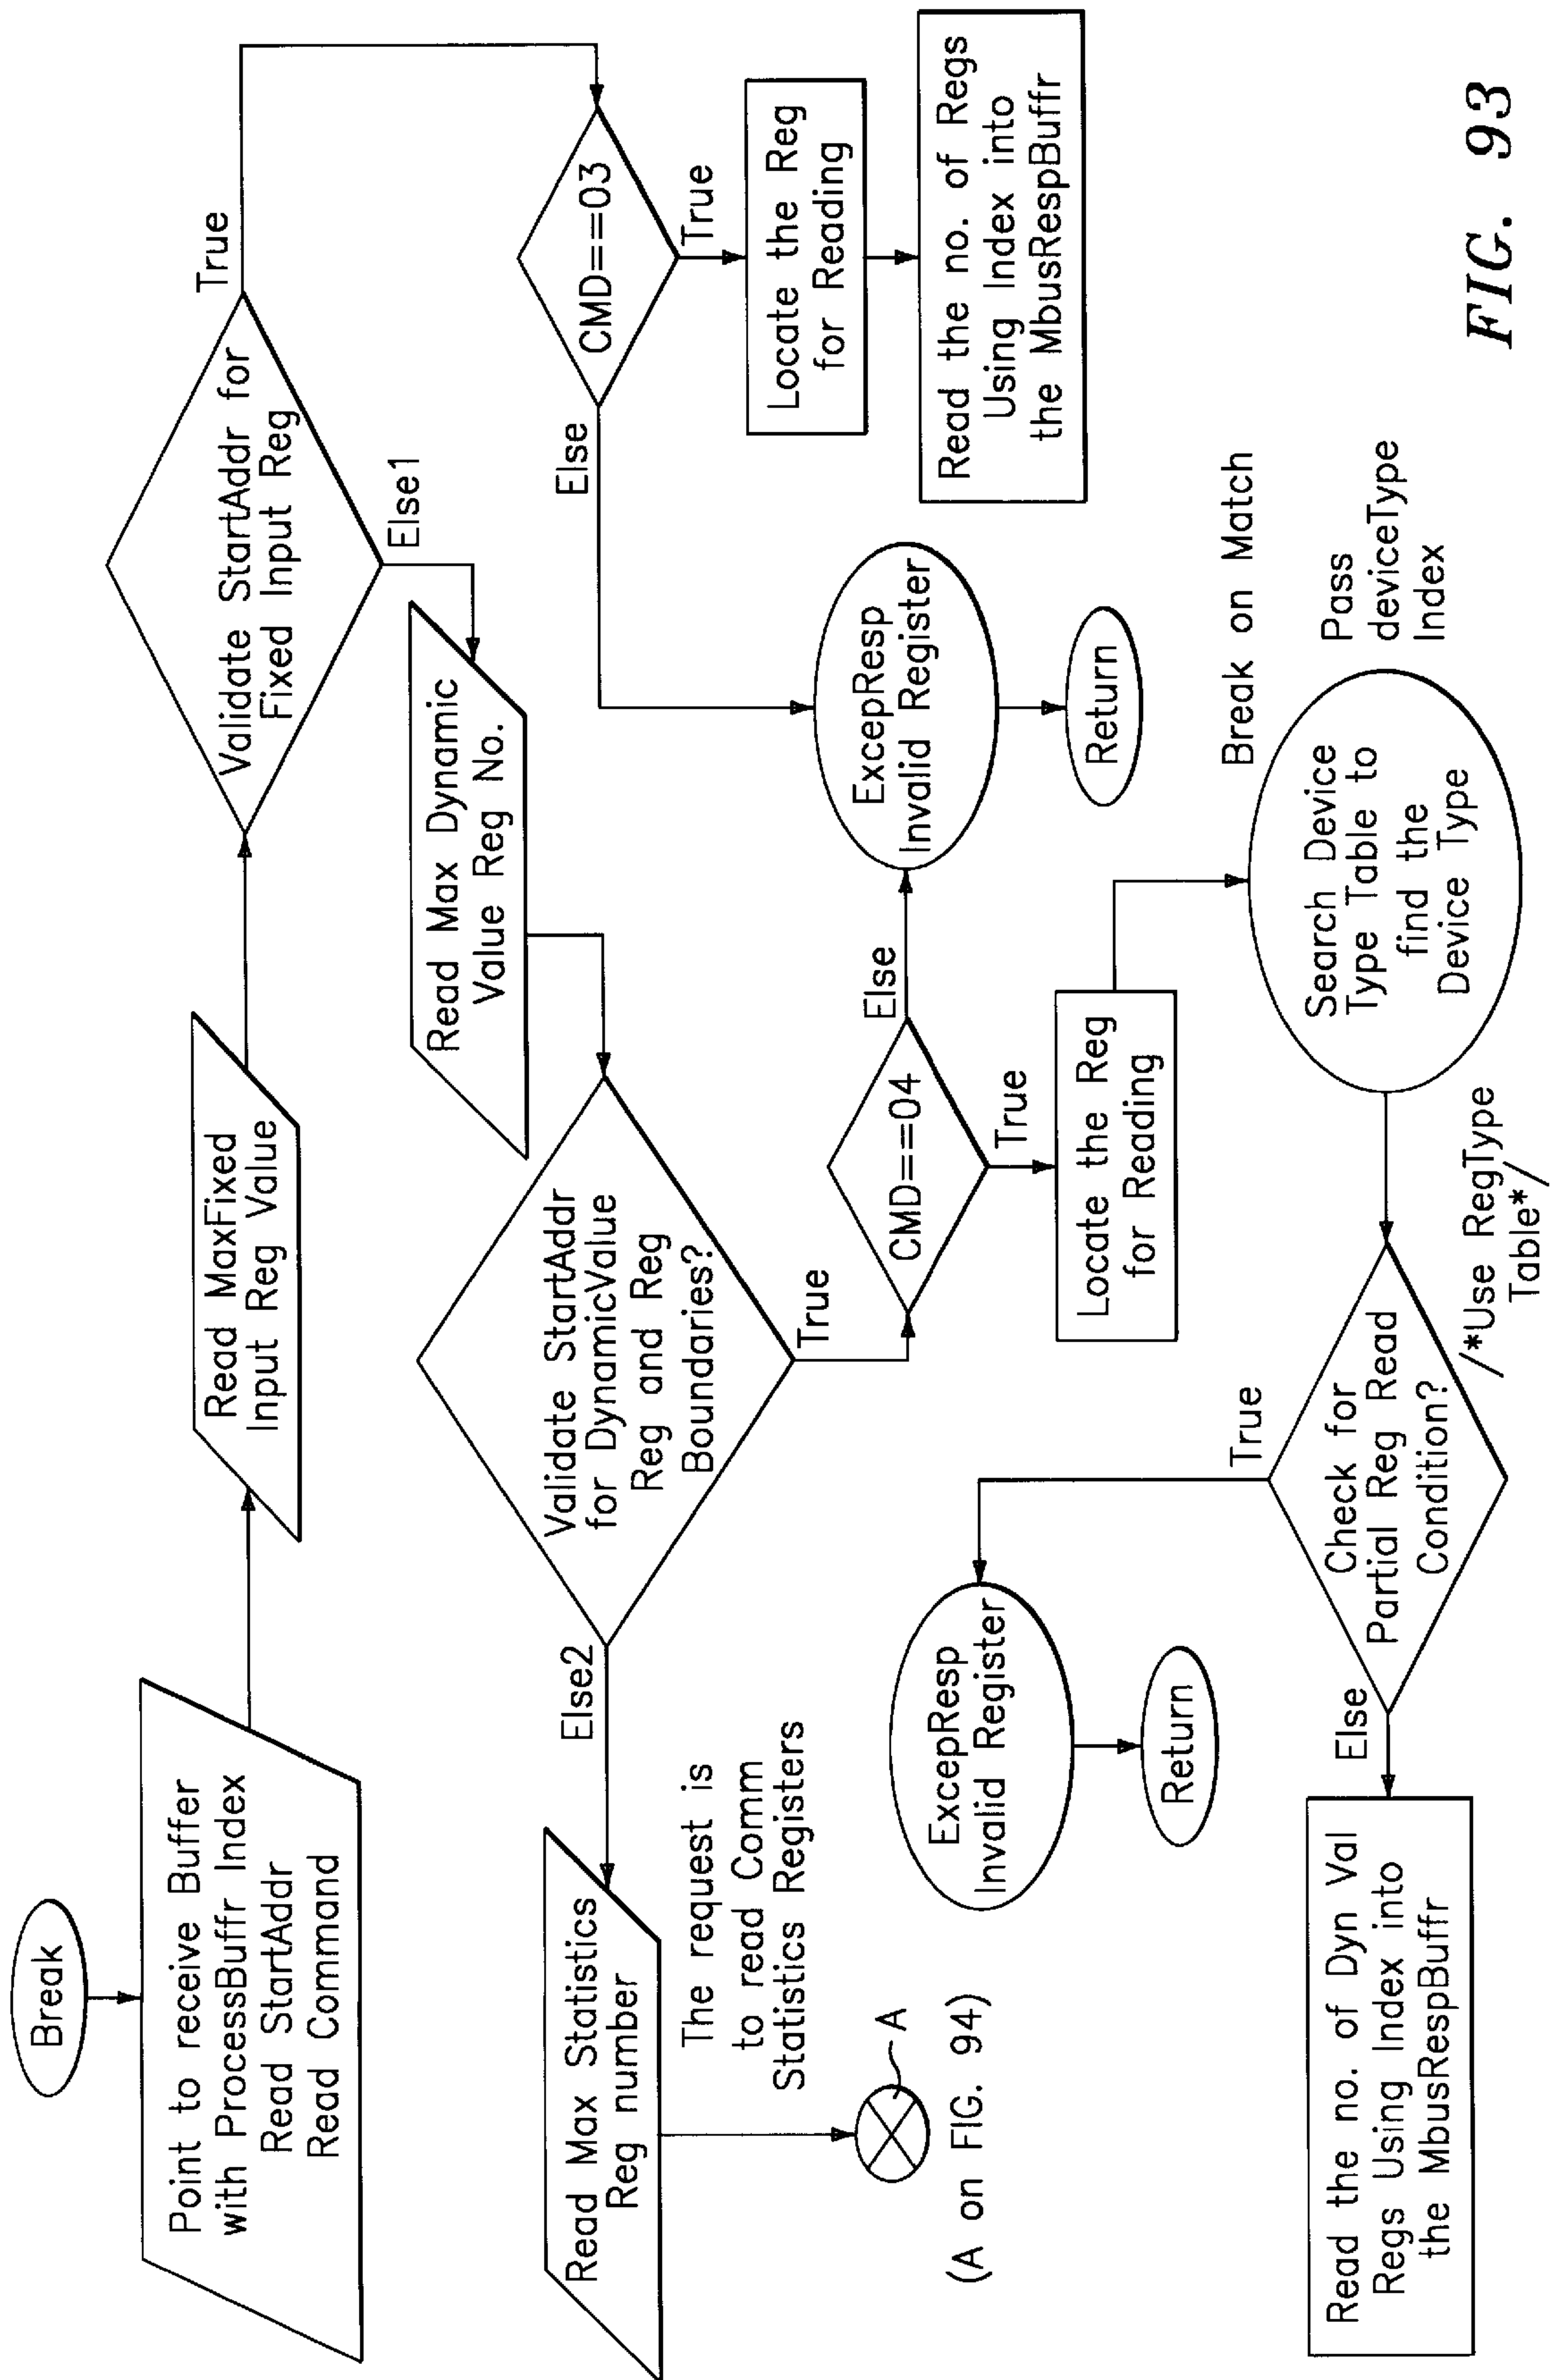 Break
Point to receive Buffer
with ProcessBuffr Index
Read StartAddr
Read Command
Read MaxFixed
Input Reg Value
Validate StartAddr for
Fixed Input Reg
True
Else1
Read Max Dynamic
Value Reg No.
CMD==03
Else
True
Locate the Reg
for Reading
Read the no. of Regs
Using Index into
the MbusRespBuffr
Validate StartAddr
for DynamicValue
Reg and Reg
Boundaries?
Else2
True
Read Max Statistics
Reg number
The request is
to read Comm
Statistics Registers
A
(A on FIG. 94)
CMD==04
Else
True
ExcepResp
Invalid Register
Return
Locate the Reg
for Reading
Search Device
Type Table to
find the
Device Type
Break on Match
Pass
deviceType
Index
Check for
Partial Reg Read
Condition?
/*Use RegType
Table*/
True
Else
ExcepResp
Invalid Register
Return
Read the no. of Dyn Val
Regs Using Index into
the MbusRespBuffr
FIG. 93